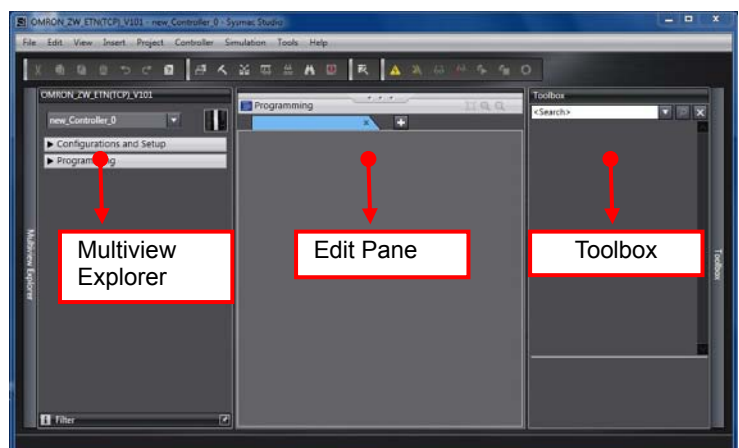 OMRON_ZW_ETN(TCP)_V101 - new_Controller_0 - Sysmac Studio
File Edit View Insert Project Controller Simulation Tools Help
OMRON_ZW_ETN(TCP)_V101
new_Controller_0
Configurations and Setup
Programming
Multiview Explorer
Multiview
Explorer
Filter
Programming
Edit Pane
Toolbox
<Search>
Toolbox
Toolbox